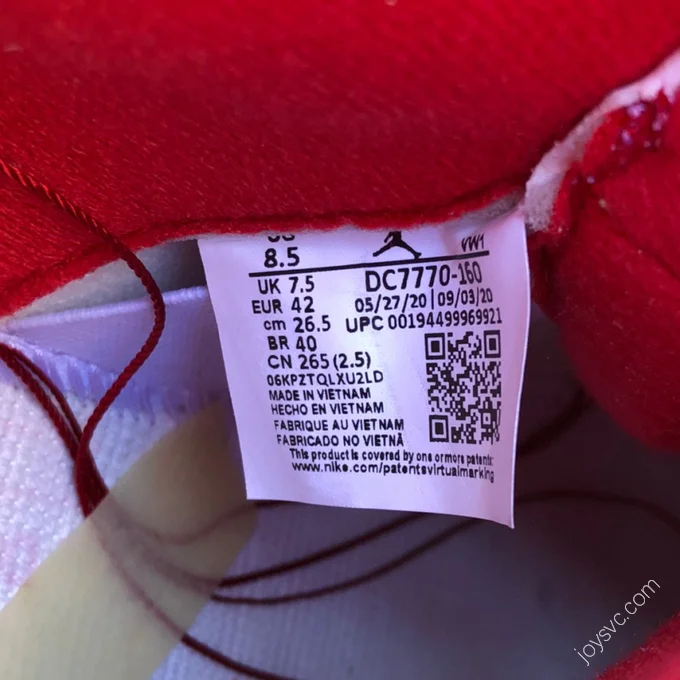 8.5
UK 7.5
EUR 42
cm 26.5
BR 40
CN 265 (2.5)
DC7770-160
05/27/20 | 09/03/20
UPC 00194499969921
06KPZTQLXU2LD
MADE IN VIETNAM
HECHO EN VIETNAM
FABRIQUE AU VIETNAM
FABRICADO NO VIETNÃ
This product is covered by one ormore patents:
www.nike.com/patentsvirtualmarking
joysvc.com